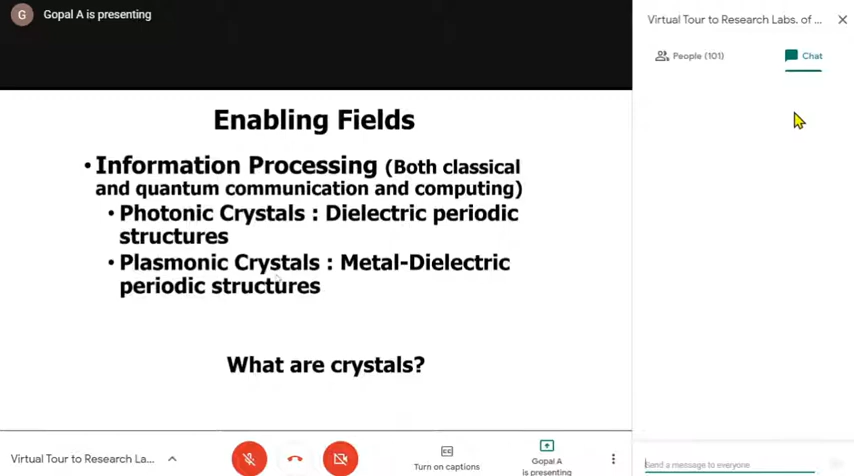 G
Gopal A is presenting
Virtual Tour to Research Labs. of ...
People (101)
Chat
Enabling Fields
• Information Processing (Both classical
and quantum communication and computing)
• Photonic Crystals : Dielectric periodic
structures
• Plasmonic Crystals : Metal-Dielectric
periodic structures
What are crystals?
Virtual Tour to Research La...
Turn on captions
Gopal A
is presenting
Send a message to everyone